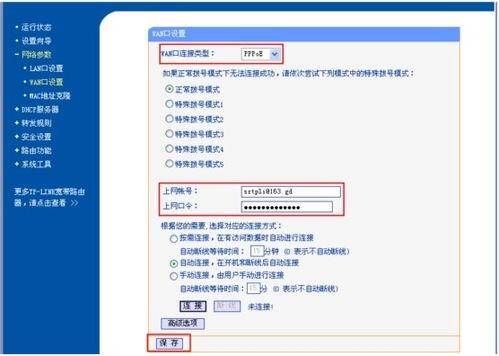 运行状态
设置向导
网络参数
LAN口设置
WAN口设置
MAC地址克隆
DHCP服务器
转发规则
安全设置
路由功能
系统工具
更多TP-LINK宽带路由
器，请点击查看 >>
WAN口设置
WAN口连接类型： PPPoE
如果正常拨号模式下无法连接成功，请依次尝试下列模式中的特殊拨号模式：
正常拨号模式
特殊拨号模式1
特殊拨号模式2
特殊拨号模式3
特殊拨号模式4
特殊拨号模式5
上网帐号： srtpli@163.gd
上网口令： ●●●●●●●●●●●●●
根据您的需要,选择对应的连接方式：
按需连接，在有访问数据时自动进行连接
自动断线等待时间： 15 分钟（0 表示不自动断线）
自动连接，在开机和断线后自动连接
手动连接，由用户手动进行连接
自动断线等待时间： 15 分（0 表示不自动断线）
连 接 断 线 未连接!
高级选项
保 存